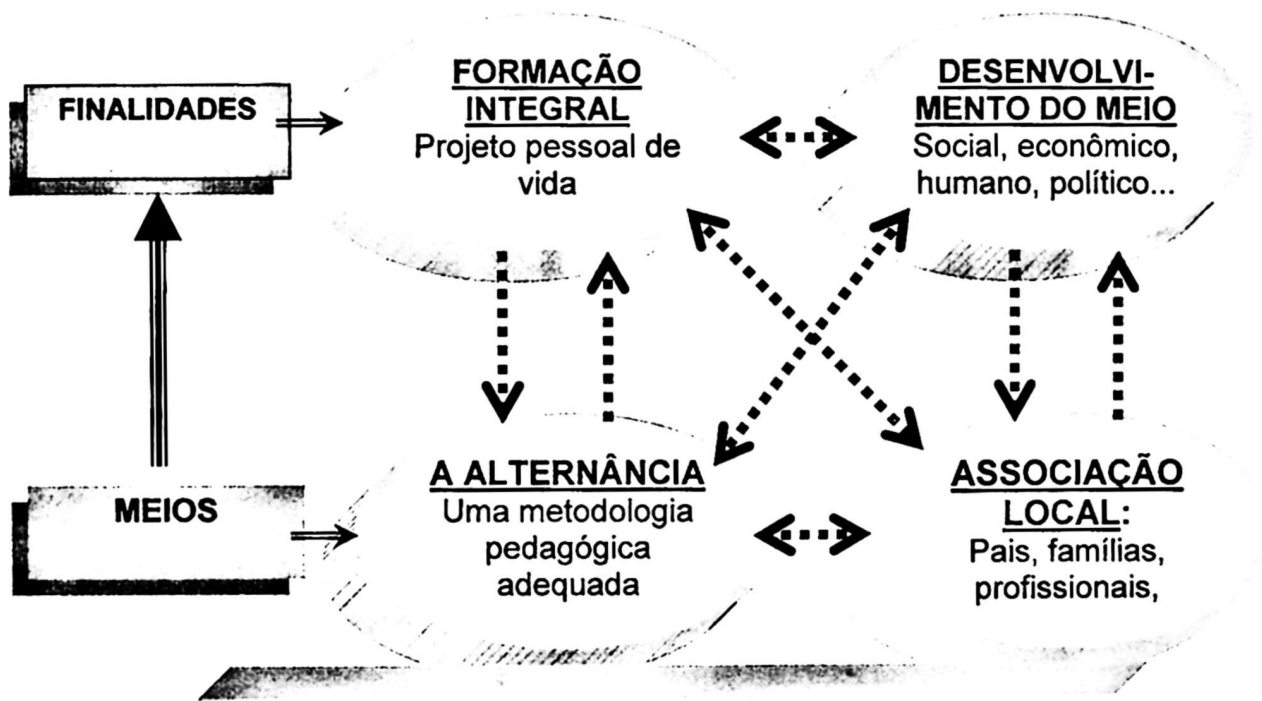 FINALIDADES
FORMAÇÃO
INTEGRAL
Projeto pessoal de
vida
DESENVOLVI-
MENTO DO MEIO
Social, econômico,
humano, político...
MEIOS
A ALTERNÂNCIA
Uma metodologia
pedagógica
adequada
ASSOCIAÇÃO
LOCAL:
Pais, famílias,
profissionais,